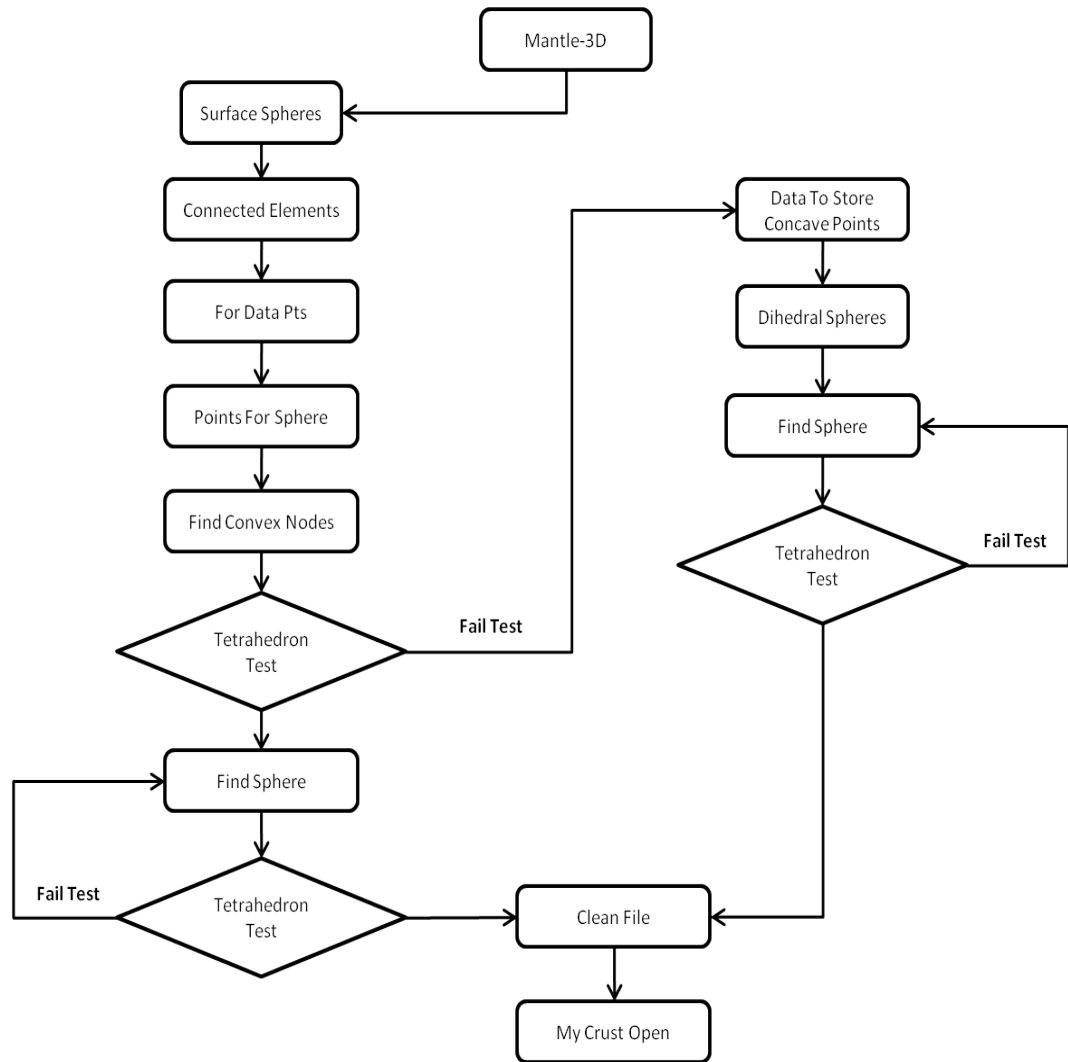 Mantle-3D
Surface Spheres
Connected Elements
For Data Pts
Points For Sphere
Find Convex Nodes
Tetrahedron
Test
Fail Test
Data To Store
Concave Points
Dihedral Spheres
Find Sphere
Tetrahedron
Test
Fail Test
Find Sphere
Tetrahedron
Test
Fail Test
Clean File
My Crust Open